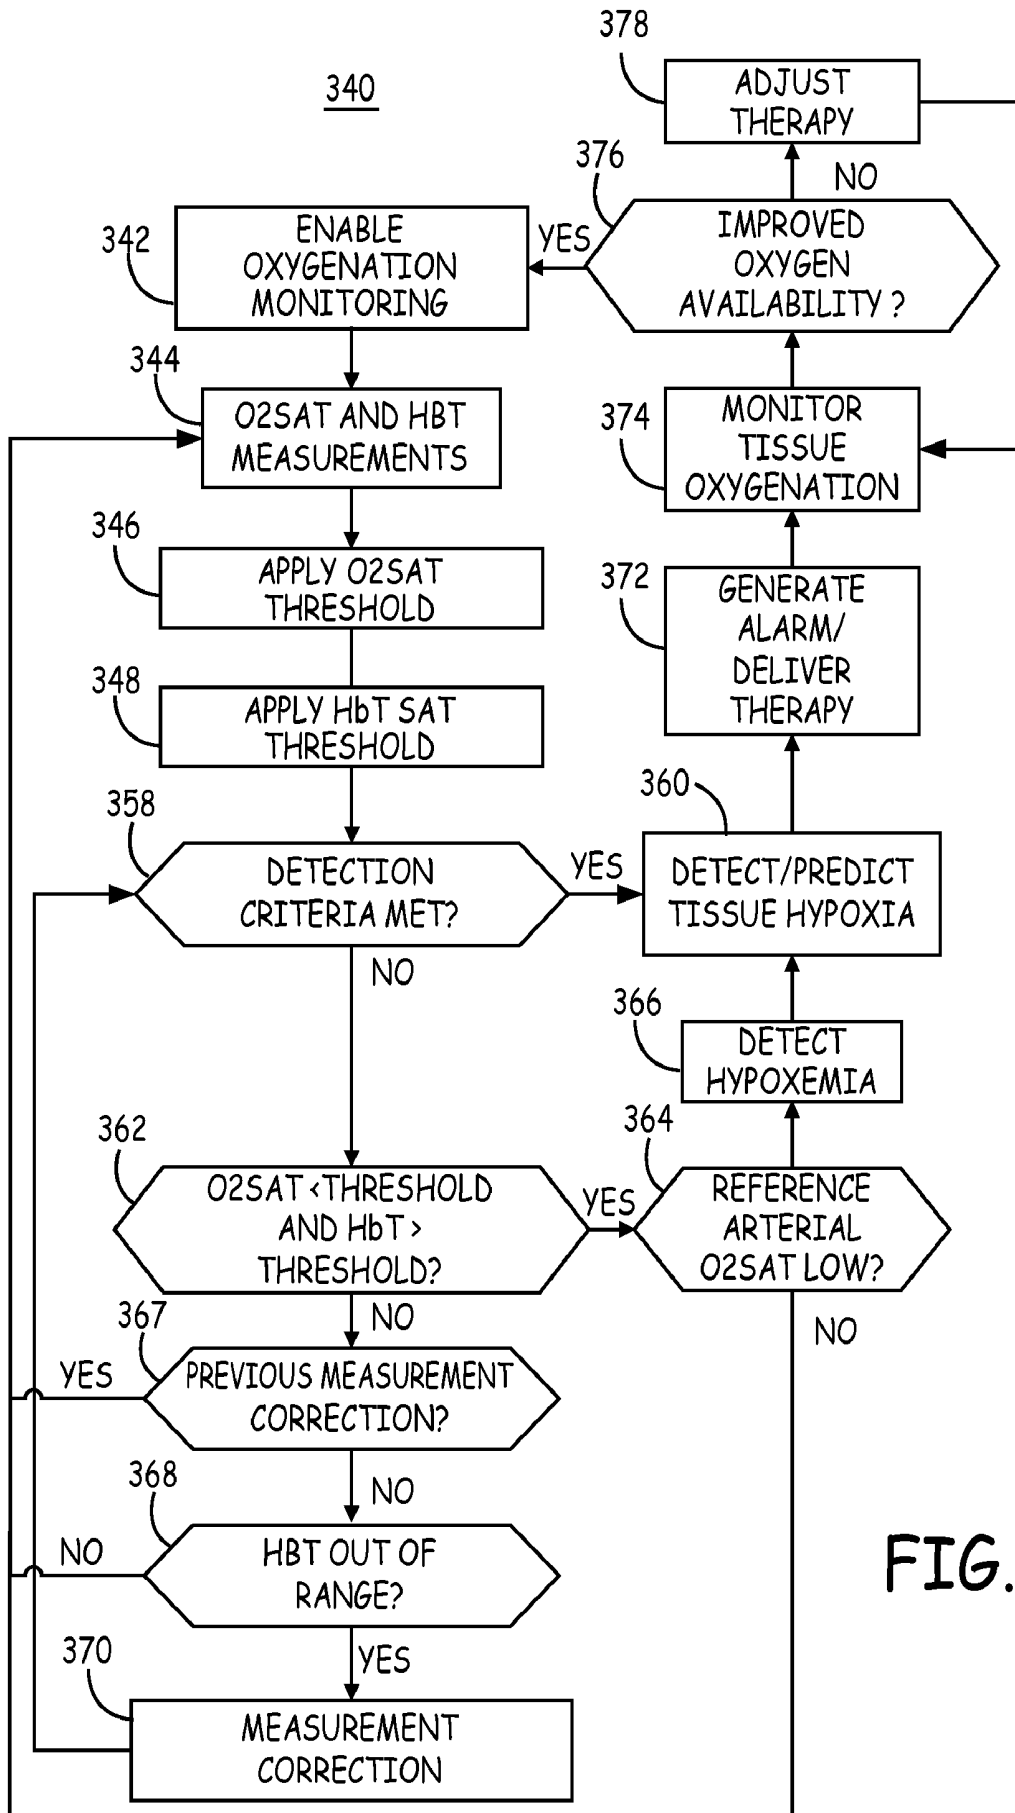 340
378
ADJUST
THERAPY
NO
376
IMPROVED
OXYGEN
AVAILABILITY?
YES
342
ENABLE
OXYGENATION
MONITORING
344
O2SAT AND HBT
MEASUREMENTS
374
MONITOR
TISSUE
OXYGENATION
346
APPLY O2SAT
THRESHOLD
372
GENERATE
ALARM/
DELIVER
THERAPY
348
APPLY HbT SAT
THRESHOLD
358
DETECTION
CRITERIA MET?
YES
NO
360
DETECT/PREDICT
TISSUE HYPOXIA
366
DETECT
HYPOXEMIA
362
O2SAT <THRESHOLD
AND HbT >
THRESHOLD?
YES
NO
364
REFERENCE
ARTERIAL
O2SAT LOW?
NO
367
PREVIOUS MEASUREMENT
CORRECTION?
YES
NO
368
HBT OUT OF
RANGE?
NO
YES
370
MEASUREMENT
CORRECTION
FIG.